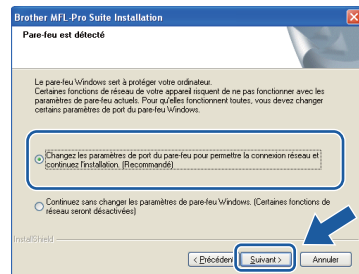 Brother MFL-Pro Suite Installation
Pare-feu est détecté
Le pare-feu Windows sert à protéger votre ordinateur.
Certaines fonctions de réseau de votre appareil risquent de ne pas fonctionner avec les
paramètres de pare-feu actuels. Pour qu'elles fonctionnent toutes, vous devez changer
certains paramètres de port du pare-feu Windows.
Changez les paramètres de port du pare-feu pour permettre la connexion réseau et
continuez l'installation. (Recommandé)
Continuez sans changer les paramètres de pare-feu Windows. (Certaines fonctions de
réseau seront désactivées)
InstallShield
< Précédent Suivant > Annuler